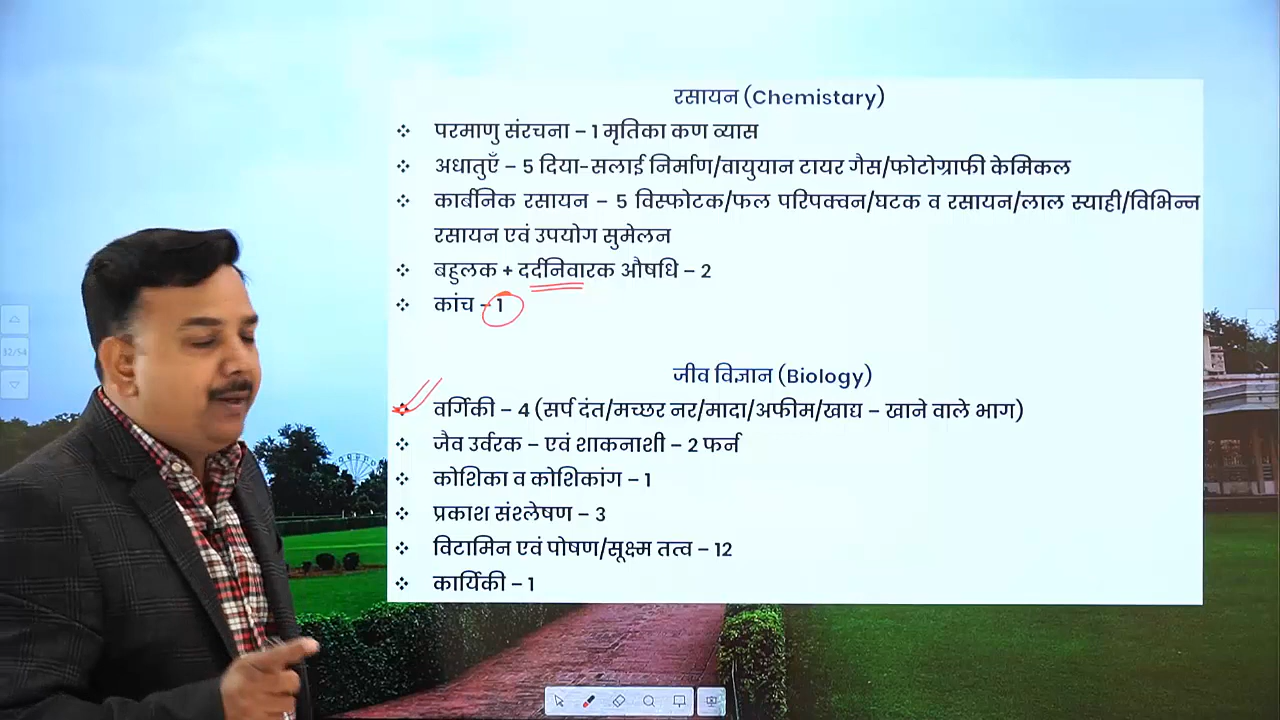 रसायन (Chemistary)
❖ परमाणु संरचना – 1 मृतिका कण व्यास
❖ अधातुएँ – 5 दिया-सलाई निर्माण/वायुयान टायर गैस/फोटोग्राफी केमिकल
❖ कार्बनिक रसायन – 5 विस्फोटक/फल परिपक्वन/घटक व रसायन/लाल स्याही/विभिन्न
रसायन एवं उपयोग सुमेलन
❖ बहुलक + दर्दनिवारक औषधि – 2
❖ कांच – 1
32/54
जीव विज्ञान (Biology)
❖ वर्गिकी – 4 (सर्प दंत/मच्छर नर/मादा/अफीम/खाद्य – खाने वाले भाग)
❖ जैव उर्वरक – एवं शाकनाशी – 2 फर्न
❖ कोशिका व कोशिकांग – 1
❖ प्रकाश संश्लेषण – 3
❖ विटामिन एवं पोषण/सूक्ष्म तत्व – 12
❖ कार्यिकी – 1